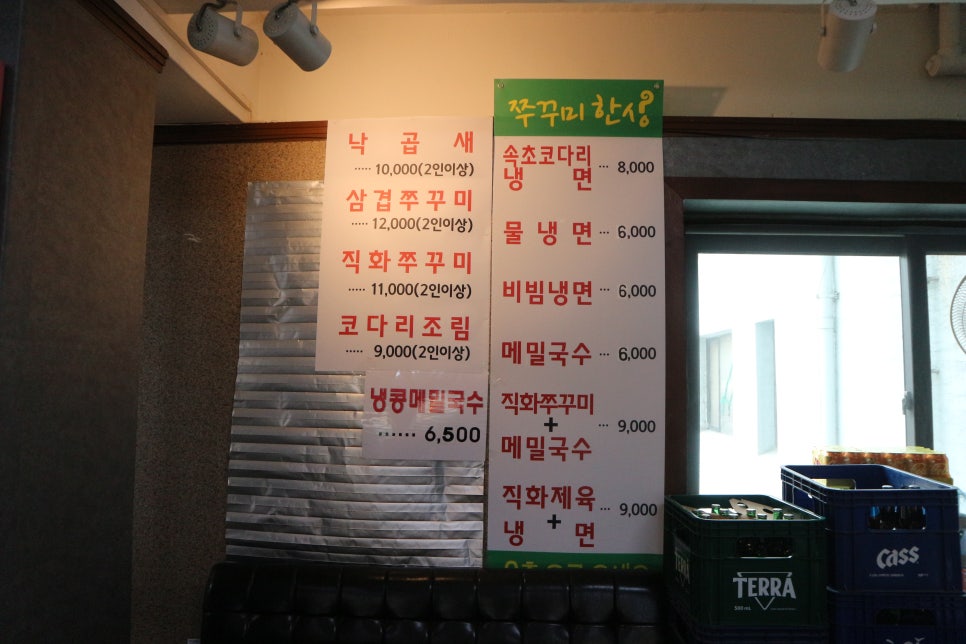 낙 곱 새
····· 10,000(2인이상)
삼겹쭈꾸미
····· 12,000(2인이상)
직화쭈꾸미
····· 11,000(2인이상)
코다리조림
····· 9,000(2인이상)
냉콩메밀국수
······ 6,500
쭈꾸미한상
속초코다리
냉 면 ··· 8,000
물 냉 면 ··· 6,000
비빔냉면 ··· 6,000
메밀국수 ··· 6,000
직화쭈꾸미
+ ··· 9,000
메밀국수
직화제육
+ ··· 9,000
냉 면
TERRA
500 ML
Cass
Cass